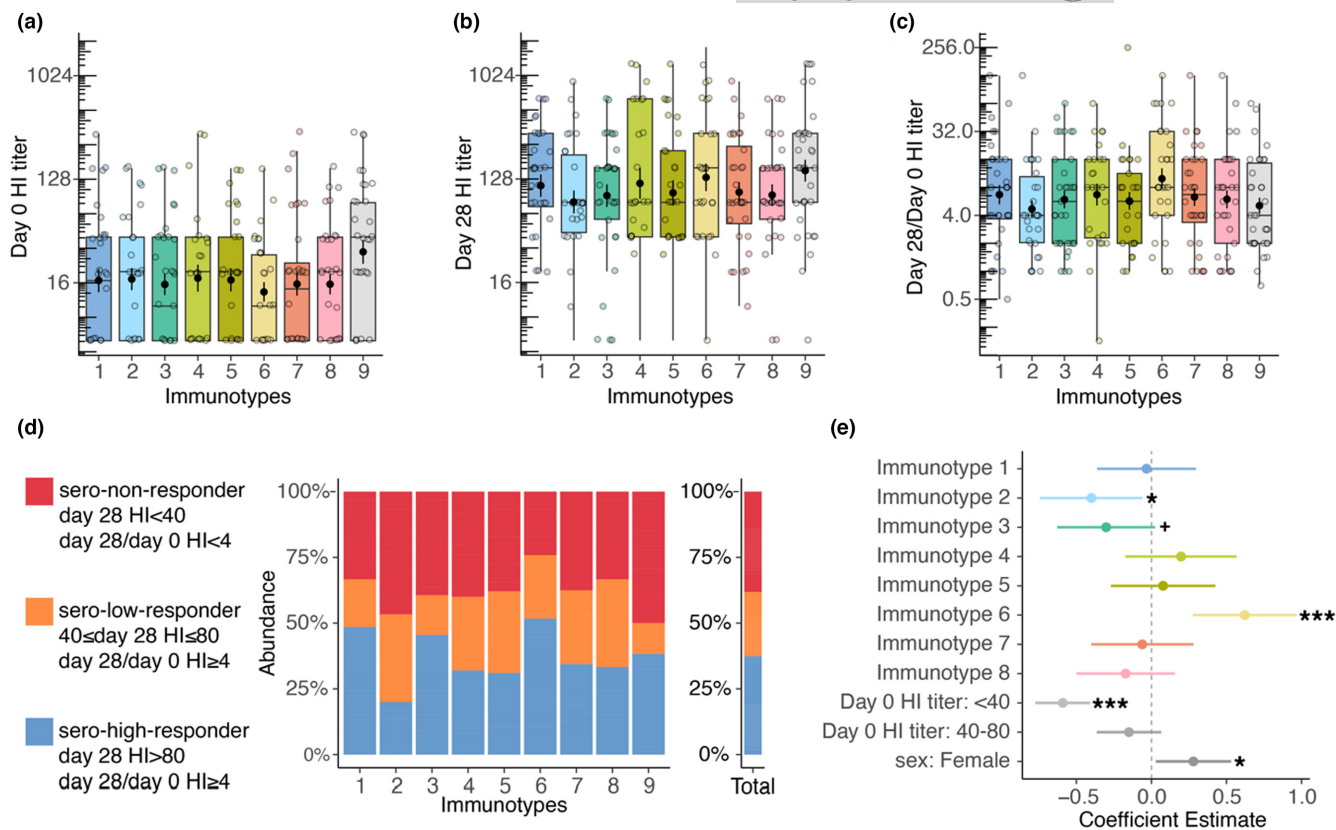 (a)
Day 0 HI titer
1024
128
16
1 2 3 4 5 6 7 8 9
Immunotypes
(b)
Day 28 HI titer
1024
128
16
1 2 3 4 5 6 7 8 9
Immunotypes
(c)
Day 28/Day 0 HI titer
256.0
32.0
4.0
0.5
1 2 3 4 5 6 7 8 9
Immunotypes
(d)
sero-non-responder
day 28 HI<40
day 28/day 0 HI<4
sero-low-responder
40≤day 28 HI≤80
day 28/day 0 HI≥4
sero-high-responder
day 28 HI>80
day 28/day 0 HI≥4
Abundance
100%
75%
50%
25%
0%
1 2 3 4 5 6 7 8 9
Immunotypes
100%
75%
50%
25%
0%
Total
(e)
Immunotype 1
Immunotype 2 *
Immunotype 3 +
Immunotype 4
Immunotype 5
Immunotype 6 ***
Immunotype 7
Immunotype 8
Day 0 HI titer: <40 ***
Day 0 HI titer: 40-80
sex: Female *
−0.5 0.0 0.5 1.0
Coefficient Estimate